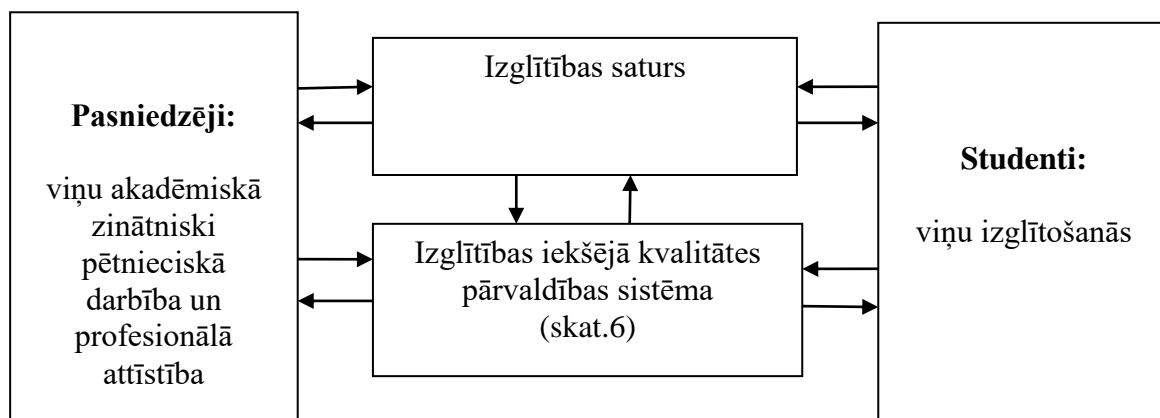 Pasniedzēji:
viņu akadēmiskā
zinātniski
pētnieciskā
darbība un
profesionālā
attīstība
Izglītības saturs
Izglītības iekšējā kvalitātes
pārvaldības sistēma
(skat.6)
Studenti:
viņu izglītošanās